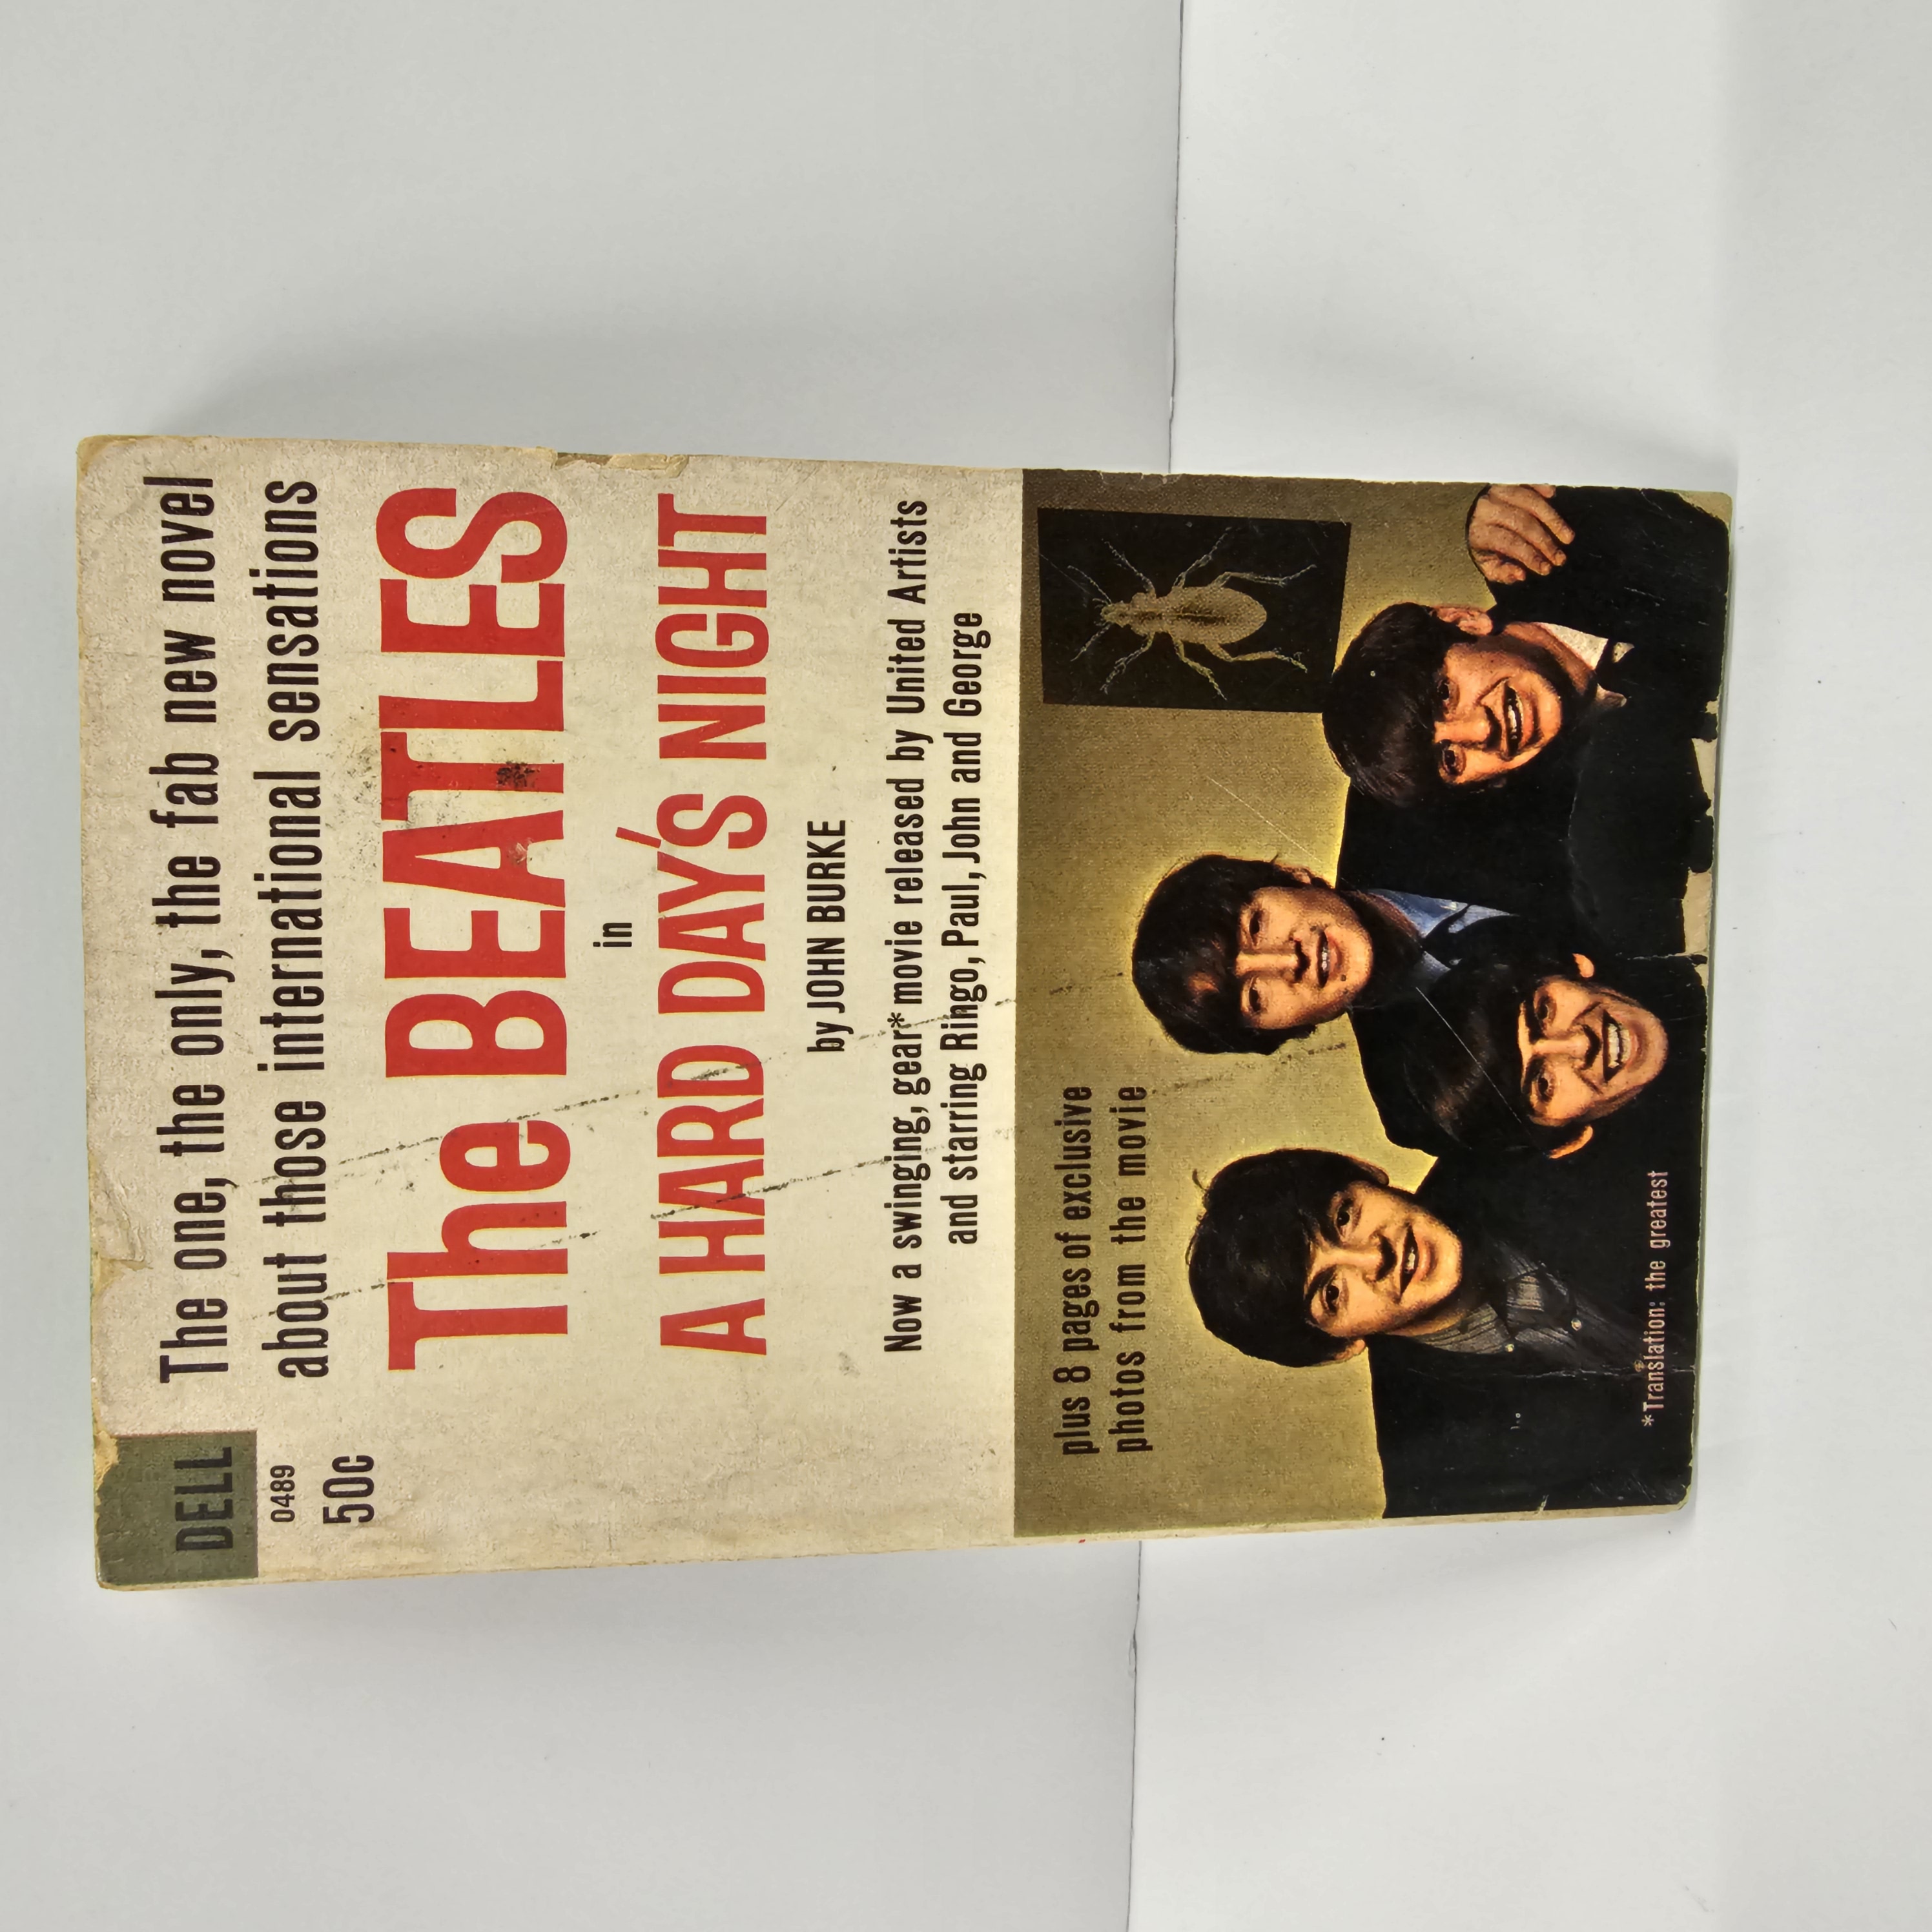 DELL
0489
50c
The one, the only, the fab new novel
about those international sensations
The BEATLES
in
A HARD DAY'S NIGHT
by JOHN BURKE
Now a swinging, gear* movie released by United Artists
and starring Ringo, Paul, John and George
plus 8 pages of exclusive
photos from the movie
*Translation: the greatest